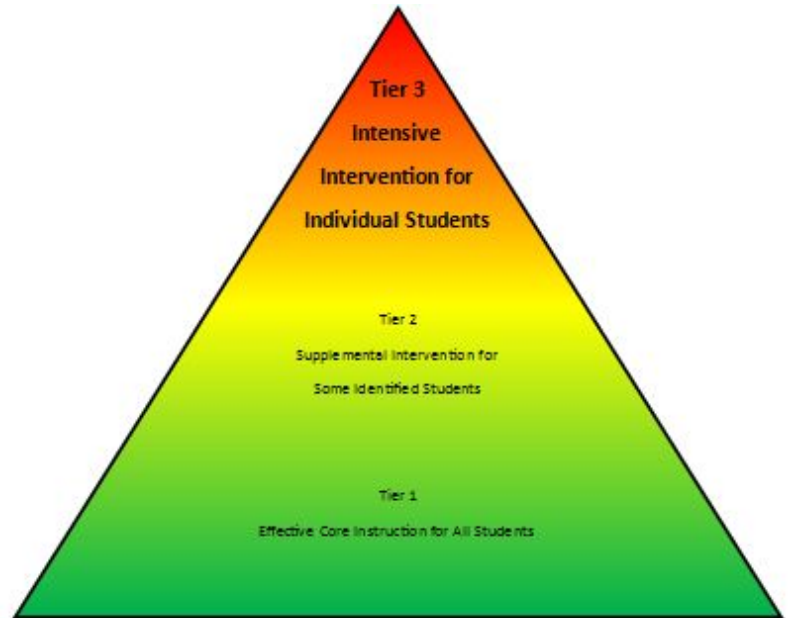 Tier 3
Intensive
Intervention for
Individual Students
Tier 2
Supplemental Intervention for
Some Identified Students
Tier 1
Effective Core Instruction for All Students